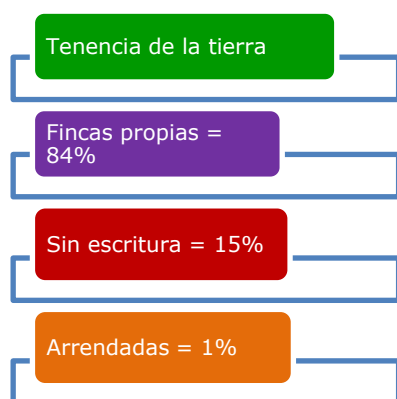 Tenencia de la tierra
Fincas propias =
84%
Sin escritura = 15%
Arrendadas = 1%